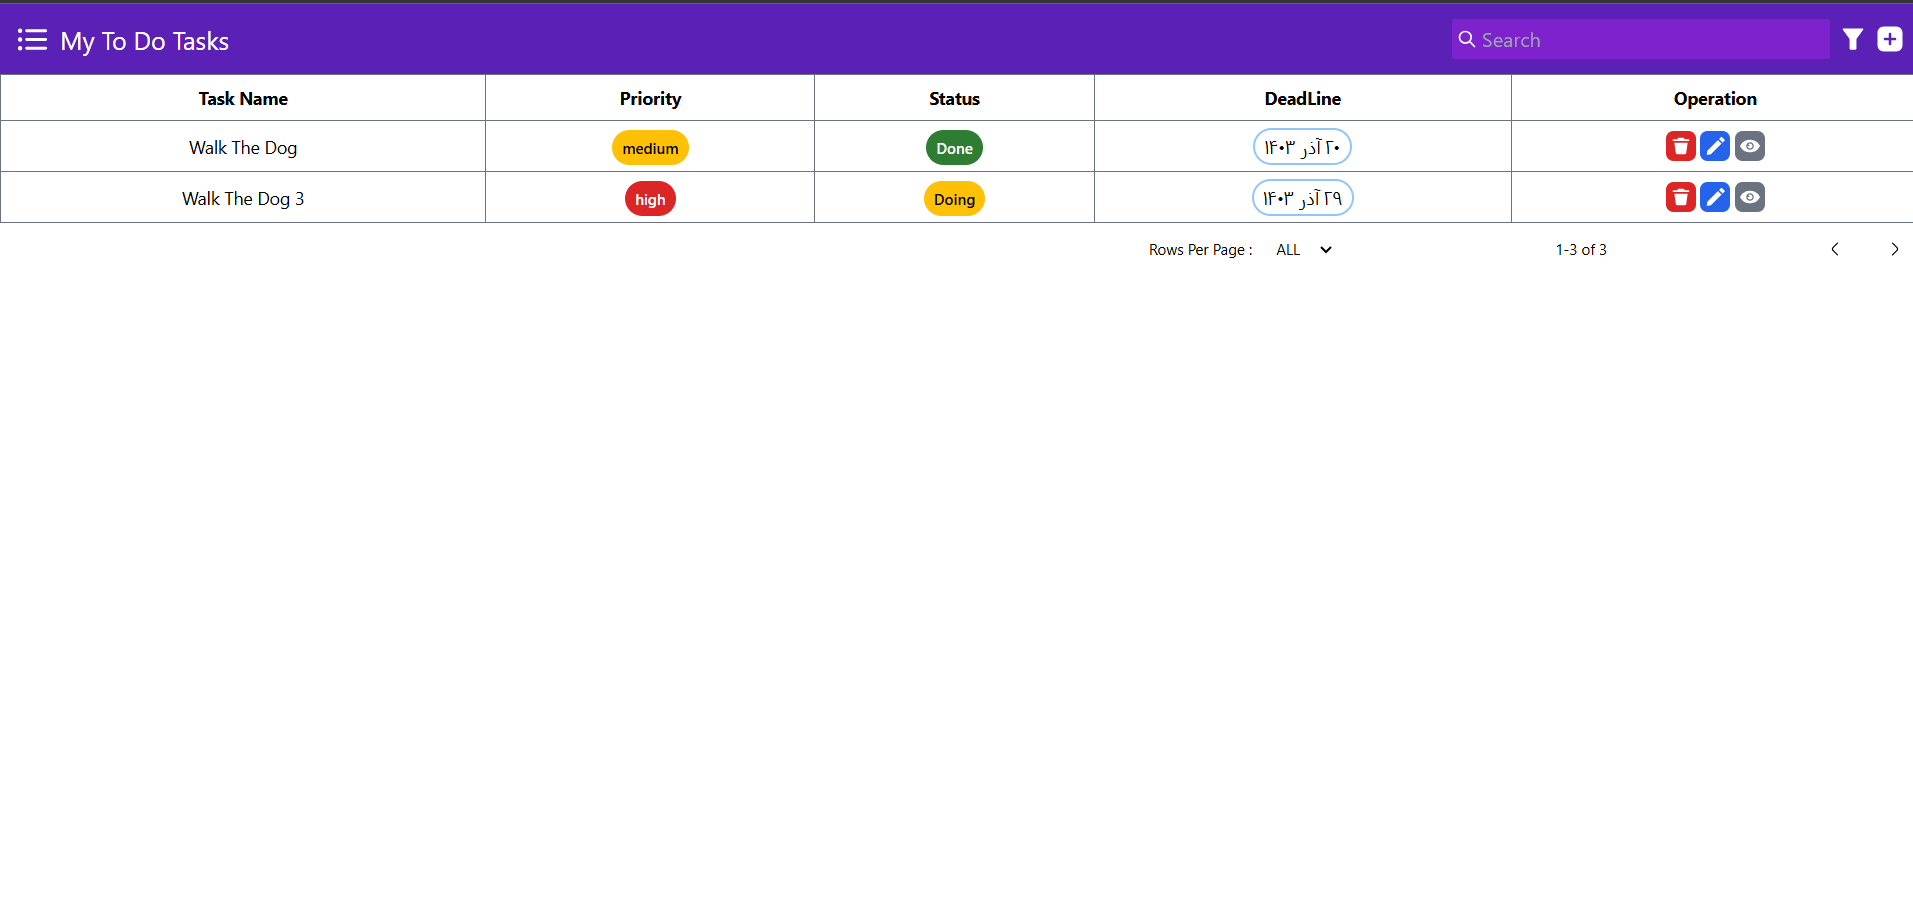 My To Do Tasks Search
Task Name Priority Status DeadLine Operation
Walk The Dog medium Done ۲۰ آذر ۱۴۰۳
Walk The Dog 3 high Doing ۲۹ آذر ۱۴۰۳
Rows Per Page : ALL 1-3 of 3